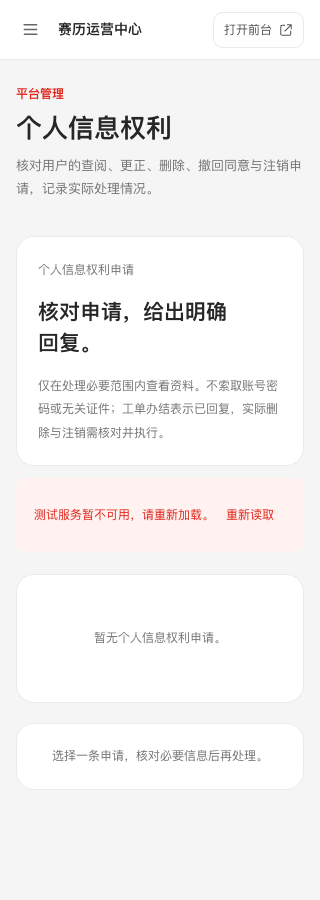 赛历运营中心
打开前台
平台管理
个人信息权利
核对用户的查阅、更正、删除、撤回同意与注销申
请，记录实际处理情况。
个人信息权利申请
核对申请，给出明确
回复。
仅在处理必要范围内查看资料。不索取账号密
码或无关证件；工单办结表示已回复，实际删
除与注销需核对并执行。
测试服务暂不可用，请重新加载。 重新读取
暂无个人信息权利申请。
选择一条申请，核对必要信息后再处理。